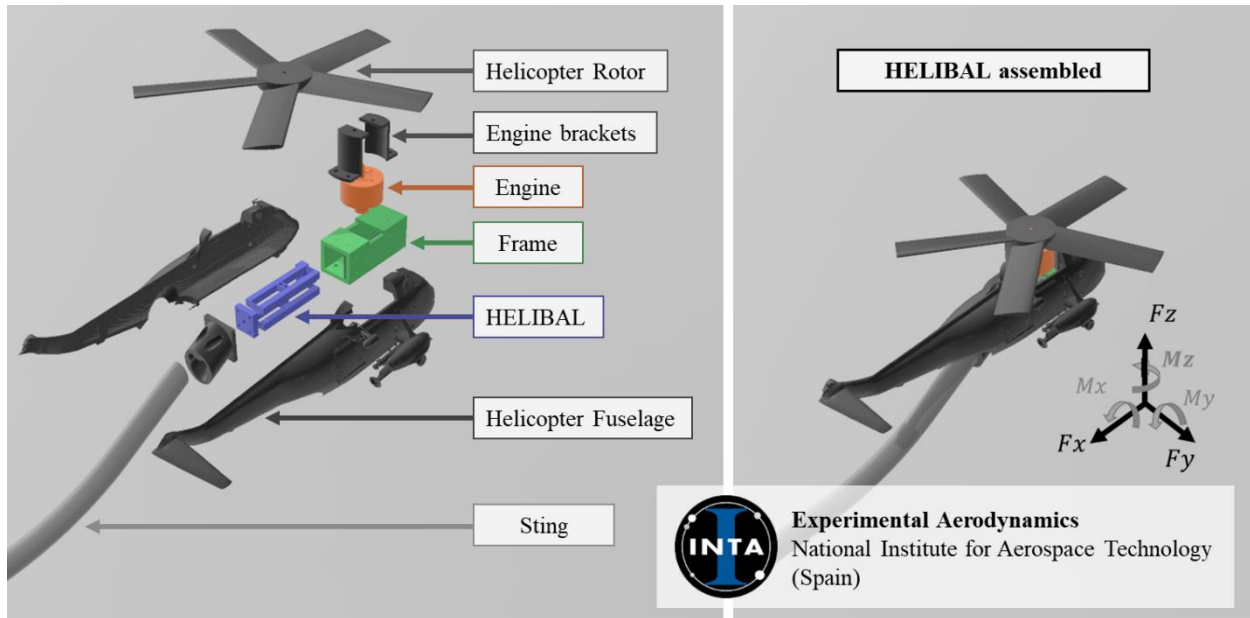 Helicopter Rotor
Engine brackets
Engine
Frame
HELIBAL
Helicopter Fuselage
Sting
HELIBAL assembled
Fz
Mz
Mx
My
Fx
Fy
INTA
Experimental Aerodynamics
National Institute for Aerospace Technology
(Spain)